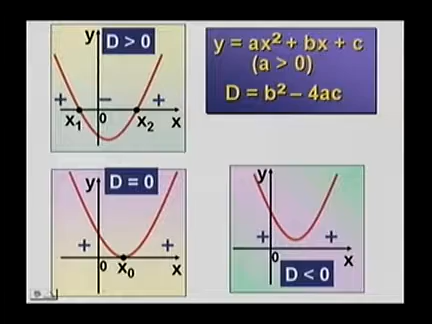 y
D > 0
+
–
+
x₁
0
x₂
x
y = ax² + bx + c
(a > 0)
D = b² – 4ac
y
D = 0
+
+
0
x₀
x
y
+
+
0
x
D < 0